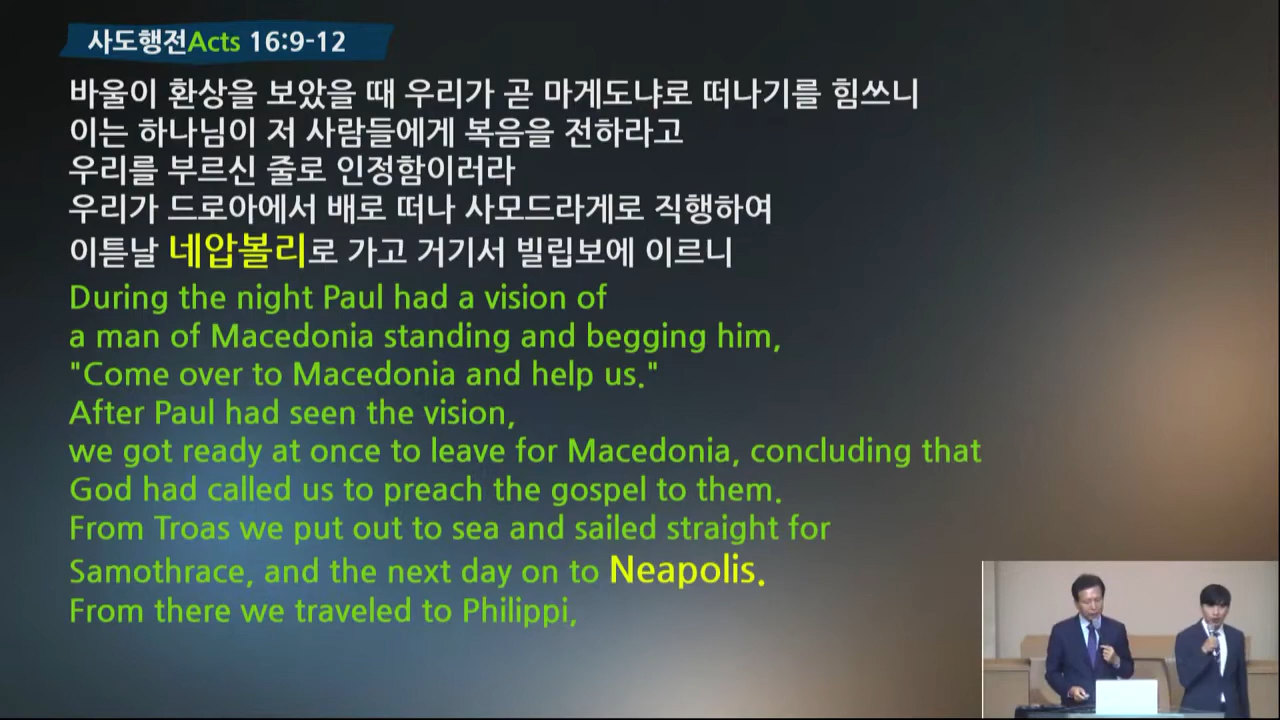 사도행전Acts 16:9-12
바울이 환상을 보았을 때 우리가 곧 마게도냐로 떠나기를 힘쓰니
이는 하나님이 저 사람들에게 복음을 전하라고
우리를 부르신 줄로 인정함이러라
우리가 드로아에서 배로 떠나 사모드라게로 직행하여
이튿날 네압볼리로 가고 거기서 빌립보에 이르니
During the night Paul had a vision of
a man of Macedonia standing and begging him,
"Come over to Macedonia and help us."
After Paul had seen the vision,
we got ready at once to leave for Macedonia, concluding that
God had called us to preach the gospel to them.
From Troas we put out to sea and sailed straight for
Samothrace, and the next day on to Neapolis.
From there we traveled to Philippi,